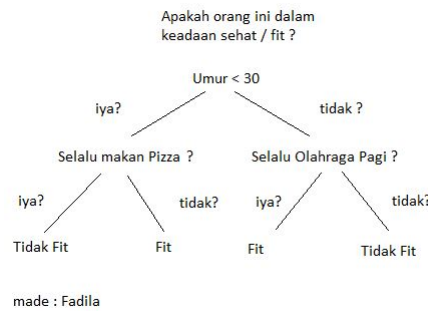 Apakah orang ini dalam
keadaan sehat / fit ?
Umur < 30
iya?
tidak ?
Selalu makan Pizza ?
Selalu Olahraga Pagi ?
iya?
tidak?
iya?
tidak?
Tidak Fit
Fit
Fit
Tidak Fit
made : Fadila